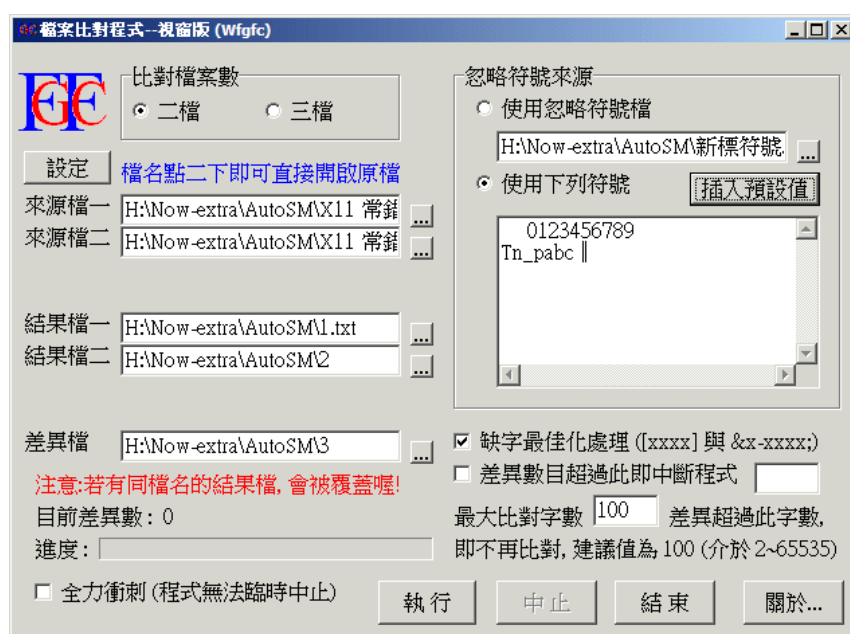 檔案比對程式--視窗版 (Wfgfc)
FGFC
比對檔案數
二檔
三檔
設定
檔名點二下即可直接開啟原檔
來源檔一
H:\Now-extra\AutoSM\X11 常錯
...
來源檔二
H:\Now-extra\AutoSM\X11 常錯
...
結果檔一
H:\Now-extra\AutoSM\1.txt
...
結果檔二
H:\Now-extra\AutoSM\2
...
差異檔
H:\Now-extra\AutoSM\3
...
注意:若有同檔名的結果檔, 會被覆蓋喔!
目前差異數: 0
進度:
全力衝刺 (程式無法臨時中止)
忽略符號來源
使用忽略符號檔
H:\Now-extra\AutoSM\新標符號
...
使用下列符號
插入預設值
0123456789
Tn_pabc ‖
缺字最佳化處理 ([xxxx] 與 &x-xxxx;)
差異數目超過此即中斷程式
最大比對字數 100 差異超過此字數,
即不再比對, 建議值為 100 (介於 2~65535)
執行
中止
結束
關於...